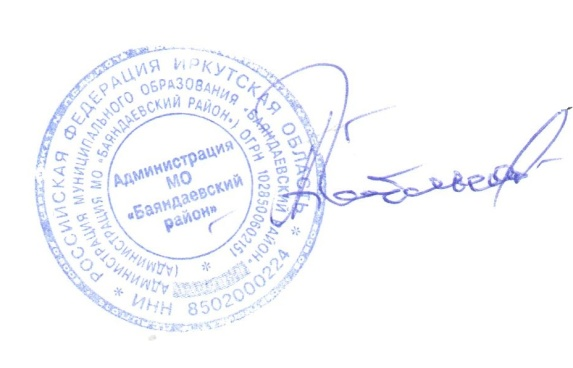 РОССИЙСКАЯ ФЕДЕРАЦИЯ ИРКУТСКАЯ ОБЛАСТЬ
* ИНН 8502000224 *
АДМИНИСТРАЦИЯ МУНИЦИПАЛЬНОГО ОБРАЗОВАНИЯ «БАЯНДАЕВСКИЙ РАЙОН»
(АДМИНИСТРАЦИЯ МО «БАЯНДАЕВСКИЙ РАЙОН») ОГРН 1028500602151
*
Администрация
МО
«Баяндаевский
район»